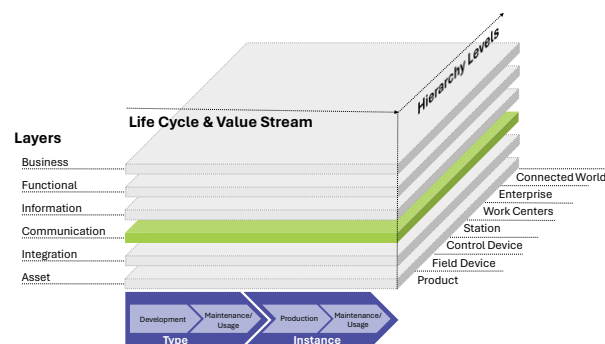 Hierarchy Levels
Life Cycle & Value Stream
Layers
Business
Functional
Information
Communication
Integration
Asset
Connected World
Enterprise
Work Centers
Station
Control Device
Field Device
Product
Development
Maintenance/
Usage
Production
Maintenance/
Usage
Type
Instance